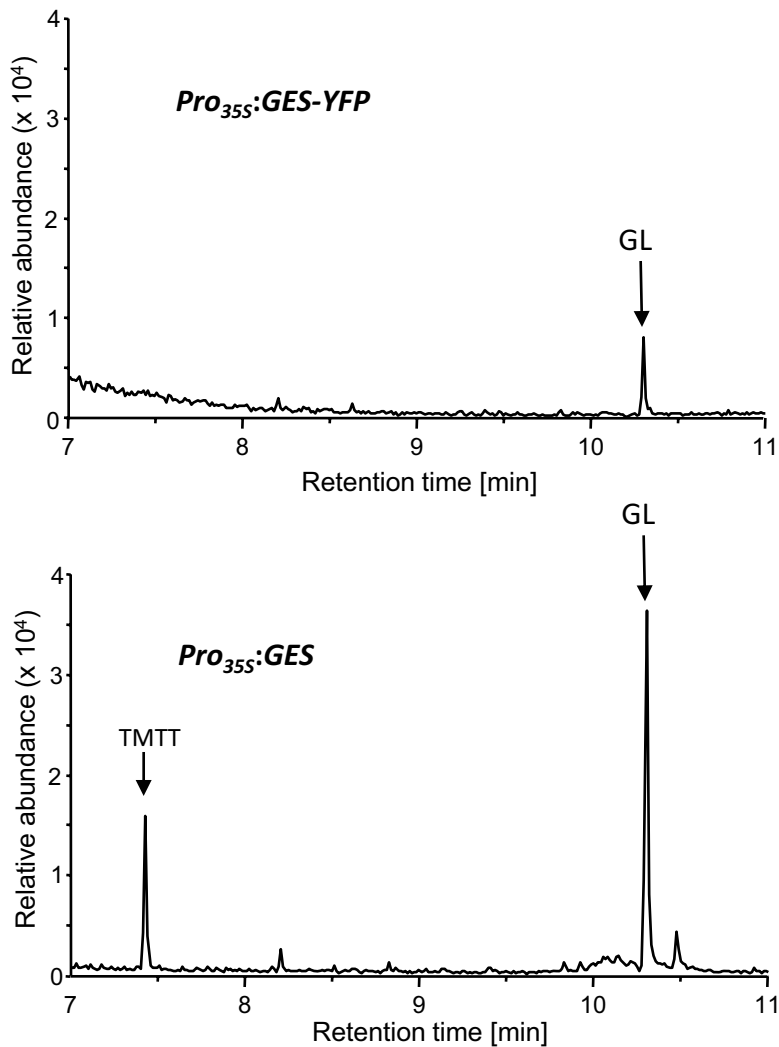 4
Pro35S:GES-YFP
3
2
GL
1
0
7 8 9 10 11
Relative abundance (x 10⁴)
Retention time [min]
GL
4
Pro35S:GES
3
TMTT
2
1
0
7 8 9 10 11
Relative abundance (x 10⁴)
Retention time [min]